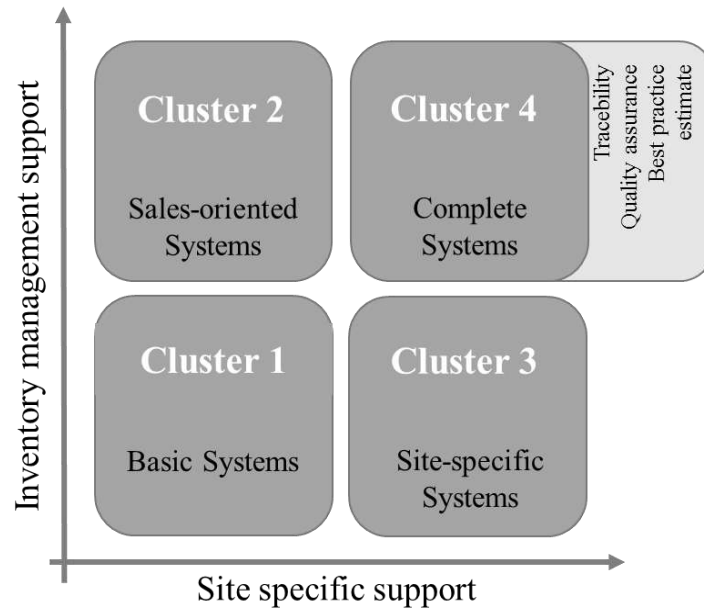 Inventory management support
Cluster 2
Sales-oriented
Systems
Cluster 4
Complete
Systems
Tracebility
Quality assurance
Best practice
estimate
Cluster 1
Basic Systems
Cluster 3
Site-specific
Systems
Site specific support